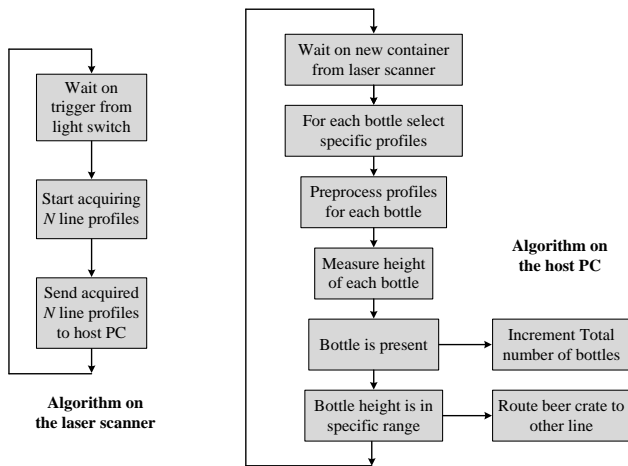 Wait on
trigger from
light switch
Start acquiring
N line profiles
Send acquired
N line profiles
to host PC
Algorithm on
the laser scanner
Wait on new container
from laser scanner
For each bottle select
specific profiles
Preprocess profiles
for each bottle
Measure height
of each bottle
Bottle is present
Increment Total
number of bottles
Bottle height is in
specific range
Route beer crate to
other line
Algorithm on
the host PC